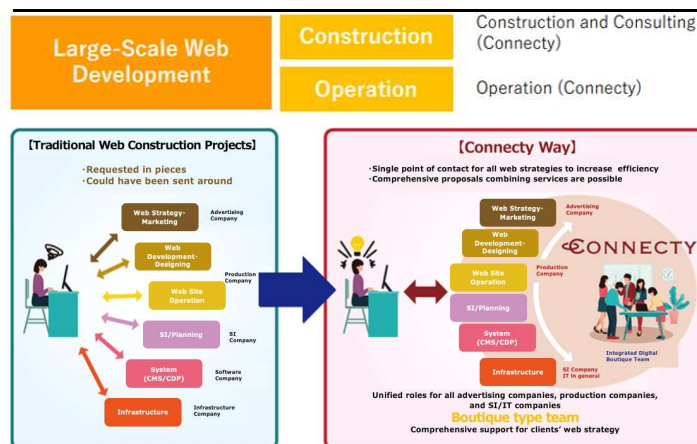 Large-Scale Web
Development
Construction
Construction and Consulting
(Connecty)
Operation
Operation (Connecty)
【Traditional Web Construction Projects】
・Requested in pieces
・Could have been sent around
Web Strategy-
Marketing
Advertising
Company
Web
Development-
Designing
Production
Company
Web Site
Operation
SI/Planning
SI
Company
System
(CMS/CDP)
Software
Company
Infrastructure
Infrastructure
Company
【Connecty Way】
・Single point of contact for all web strategies to increase efficiency
・Comprehensive proposals combining services are possible
Web Strategy-
Marketing
Advertising
Company
Web
Development-
Designing
CONNECTY
Web Site
Operation
Production
Company
SI/Planning
System
(CMS/CDP)
Integrated Digital
Boutique Team
Infrastructure
SI Company
IT in general
Unified roles for all advertising companies, production companies,
and SI/IT companies
Boutique type team
Comprehensive support for clients' web strategy